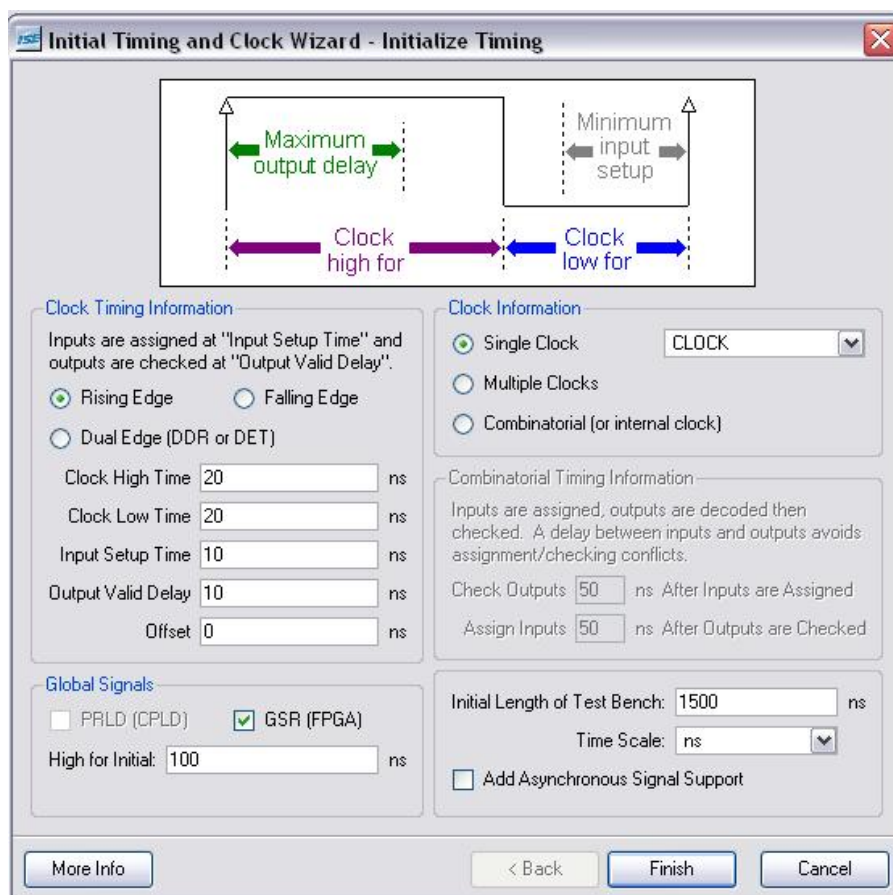 ISE Initial Timing and Clock Wizard - Initialize Timing
Maximum
output delay
Minimum
input
setup
Clock
high for
Clock
low for
Clock Timing Information
Inputs are assigned at "Input Setup Time" and
outputs are checked at "Output Valid Delay".
Rising Edge
Falling Edge
Dual Edge (DDR or DET)
Clock High Time 20 ns
Clock Low Time 20 ns
Input Setup Time 10 ns
Output Valid Delay 10 ns
Offset 0 ns
Global Signals
PRLD (CPLD)
GSR (FPGA)
High for Initial: 100 ns
Clock Information
Single Clock CLOCK
Multiple Clocks
Combinatorial (or internal clock)
Combinatorial Timing Information
Inputs are assigned, outputs are decoded then
checked. A delay between inputs and outputs avoids
assignment/checking conflicts.
Check Outputs 50 ns After Inputs are Assigned
Assign Inputs 50 ns After Outputs are Checked
Initial Length of Test Bench: 1500 ns
Time Scale: ns
Add Asynchronous Signal Support
More Info
< Back
Finish
Cancel